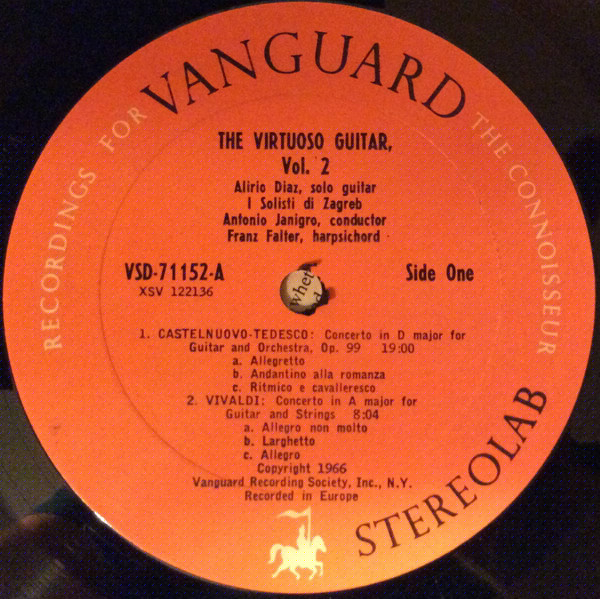 RECORDINGS FOR VANGUARD THE CONNOISSEUR
THE VIRTUOSO GUITAR,
Vol. 2
Alirio Diaz, solo guitar
I Solisti di Zagreb
Antonio Janigro, conductor
Franz Falter, harpsichord
VSD-71152-A
Side One
XSV 122136
whet
d
1. CASTELNUOVO-TEDESCO: Concerto in D major for
Guitar and Orchestra, Op. 99 19:00
a. Allegretto
b. Andantino alla romanza
c. Ritmico e cavalleresco
2. VIVALDI: Concerto in A major for
Guitar and Strings 8:04
a. Allegro non molto
b. Larghetto
c. Allegro
Copyright 1966
Vanguard Recording Society, Inc., N.Y.
Recorded in Europe
STEREOLAB